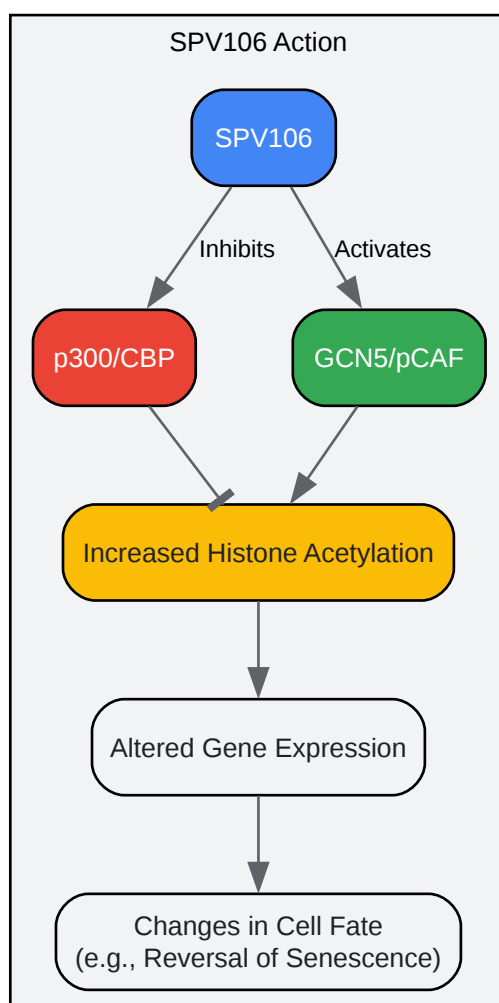 SPV106 Action
SPV106
Inhibits
Activates
p300/CBP
GCN5/pCAF
Increased Histone Acetylation
Altered Gene Expression
Changes in Cell Fate
(e.g., Reversal of Senescence)